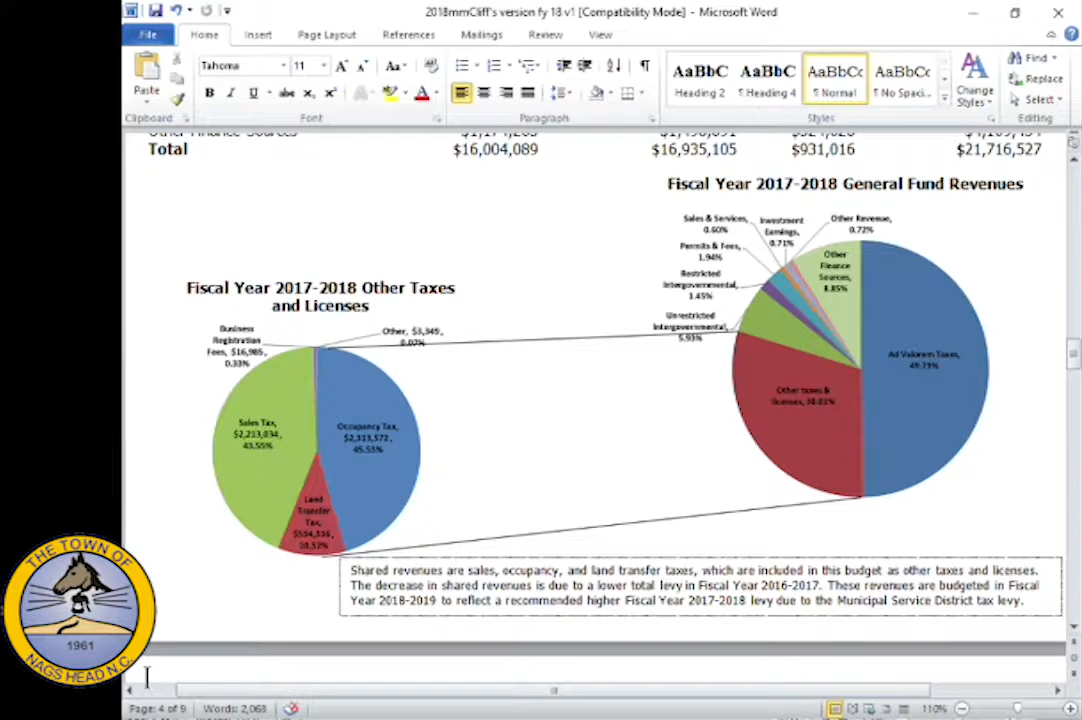 2018mmCliff's version fy 18 v1 [Compatibility Mode] - Microsoft Word
File Home Insert Page Layout References Mailings Review View
Tahoma 11
Paste
AaBbC AaBbC AaBbCc AaBbCc
Heading 2 ¶ Heading 4 ¶ Normal ¶ No Spaci...
Change Styles
Find
Replace
Select
Clipboard Font Paragraph Styles Editing
Total $16,004,089 $16,935,105 $931,016 $21,716,527
Fiscal Year 2017-2018 General Fund Revenues
Sales & Services, 0.60%
Investment Earnings, 0.71%
Other Revenue, 0.72%
Permits & Fees, 1.94%
Restricted Intergovernmental, 1.45%
Unrestricted Intergovernmental, 5.93%
Other Finance Sources, 8.85%
Ad Valorem Taxes,
Other taxes & licenses,
Fiscal Year 2017-2018 Other Taxes
and Licenses
Business Registration Fees, $16,985, 0.33%
Other, $3,349, 0.07%
Sales Tax, $2,213,034,
Occupancy Tax, $2,313,572,
Land Transfer Tax,
Shared revenues are sales, occupancy, and land transfer taxes, which are included in this budget as other taxes and licenses.
The decrease in shared revenues is due to a lower total levy in Fiscal Year 2016-2017. These revenues are budgeted in Fiscal
Year 2018-2019 to reflect a recommended higher Fiscal Year 2017-2018 levy due to the Municipal Service District tax levy.
THE TOWN OF
1961
NAGS HEAD N.C.
Page: 4 of 9 Words: 2,063 110%